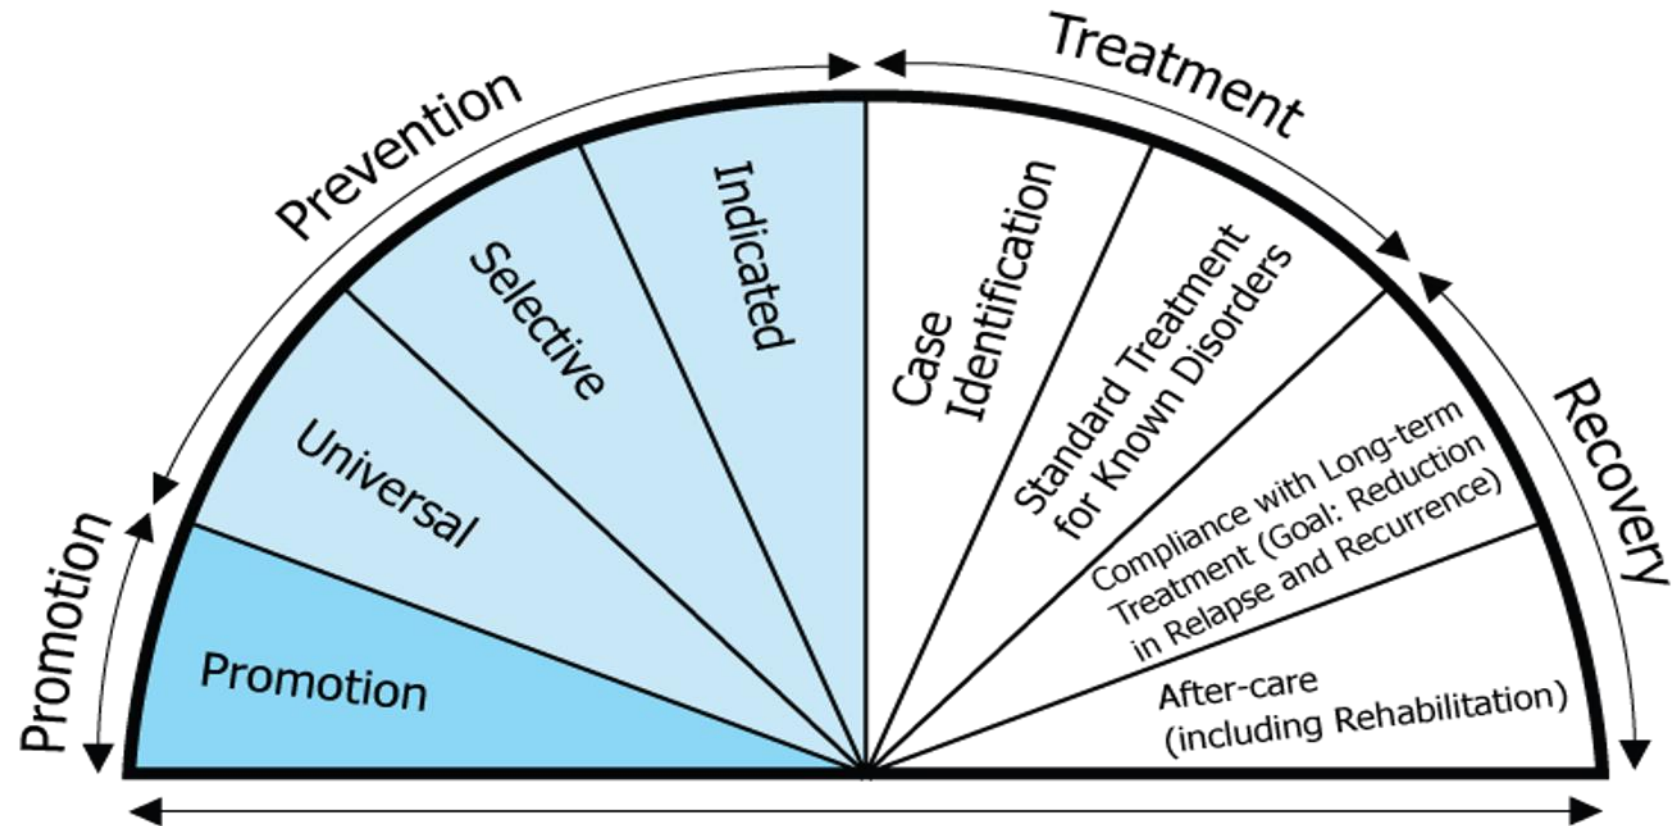 Promotion
Prevention
Treatment
Recovery
Promotion
Universal
Selective
Indicated
Case
Identification
Standard Treatment
for Known Disorders
Compliance with Long-term
Treatment (Goal: Reduction
in Relapse and Recurrence)
After-care
(including Rehabilitation)